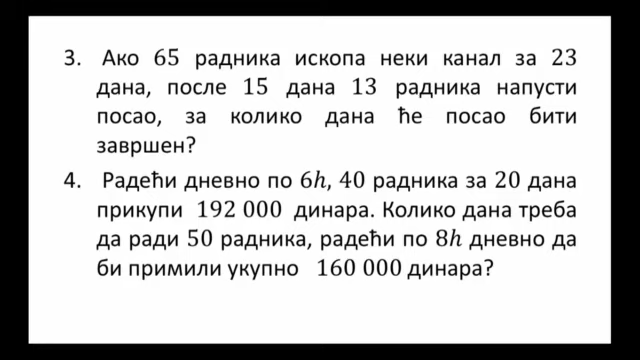 3. Ако 65 радника ископа неки канал за 23
дана, после 15 дана 13 радника напусти
посао, за колико дана ће посао бити
завршен?
4. Радећи дневно по 6h, 40 радника за 20 дана
прикупи 192 000 динара. Колико дана треба
да ради 50 радника, радећи по 8h дневно да
би примили укупно 160 000 динара?